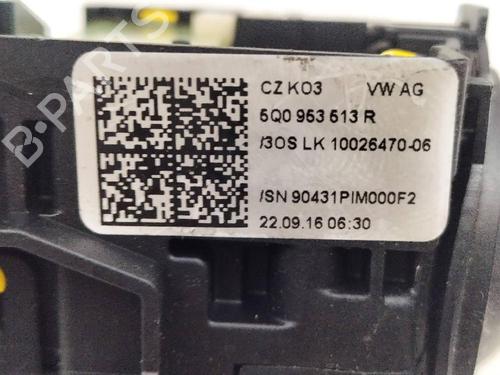 CZ K03 VW AG
5Q0 953 513 R
/3OS LK 10026470-06
/SN 90431PIM000F2
22.09.16 06:30
B-PARTS